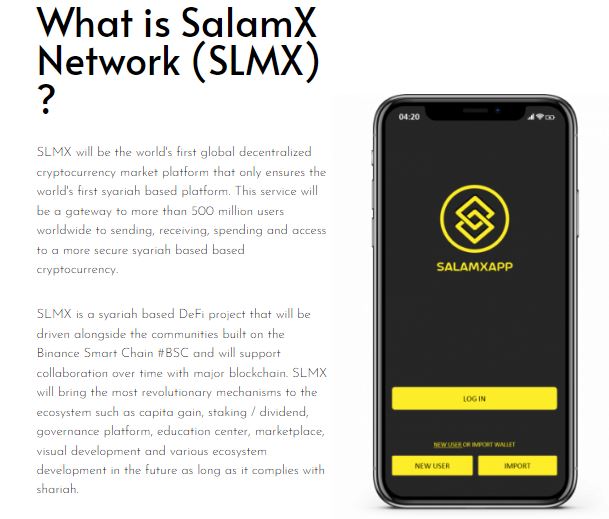 What is SalamX
Network (SLMX)
?
SLMX will be the world's first global decentralized
cryptocurrency market platform that only ensures the
world's first syariah based platform. This service will
be a gateway to more than 500 million users
worldwide to sending, receiving, spending and access
to a more secure syariah based based
cryptocurrency.
SLMX is a syariah based DeFi project that will be
driven alongside the communities built on the
Binance Smart Chain #BSC and will support
collaboration over time with major blockchain. SLMX
will bring the most revolutionary mechanisms to the
ecosystem such as capita gain, staking / dividend,
governance platform, education center, marketplace,
visual development and various ecosystem
development in the future as long as it complies with
shariah.
04:20
SALAMXAPP
LOG IN
NEW USER OR IMPORT WALLET
NEW USER
IMPORT